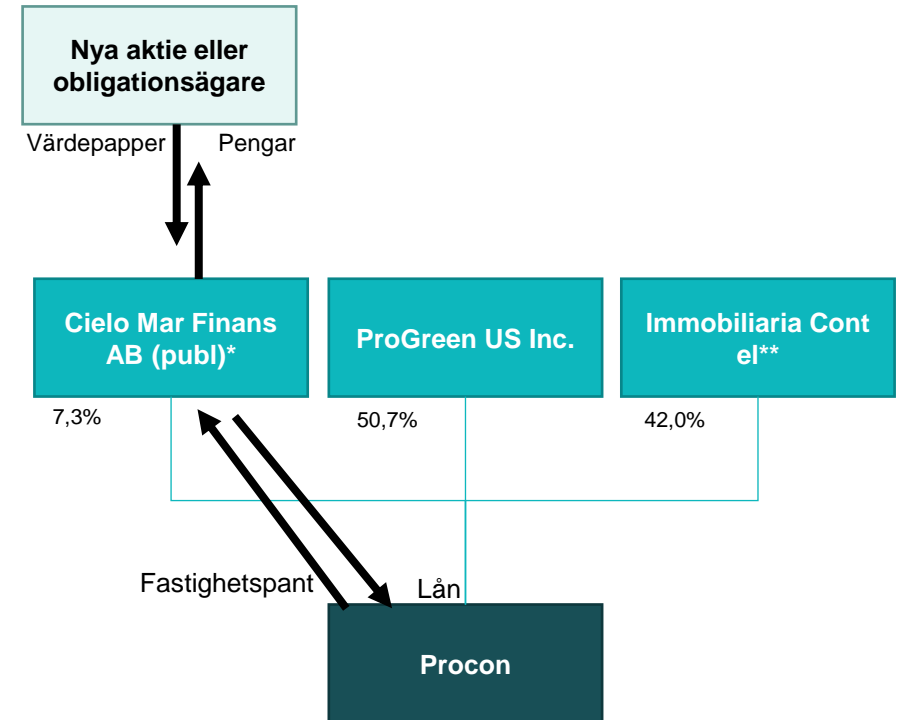 Nya aktie eller
obligationsägare
Värdepapper
Pengar
Cielo Mar Finans
AB (publ)*
ProGreen US Inc.
Immobiliaria Cont
el**
7,3%
50,7%
42,0%
Fastighetspant
Lån
Procon